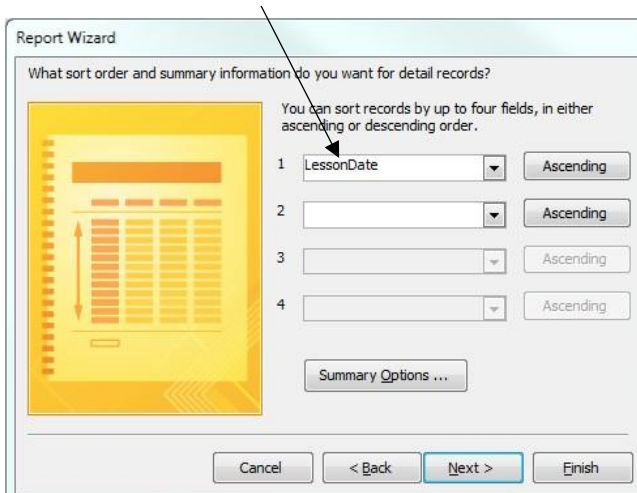 Report Wizard
What sort order and summary information do you want for detail records?
You can sort records by up to four fields, in either
ascending or descending order.
1 LessonDate Ascending
2 Ascending
3 Ascending
4 Ascending
Summary Options ...
Cancel < Back Next > Finish